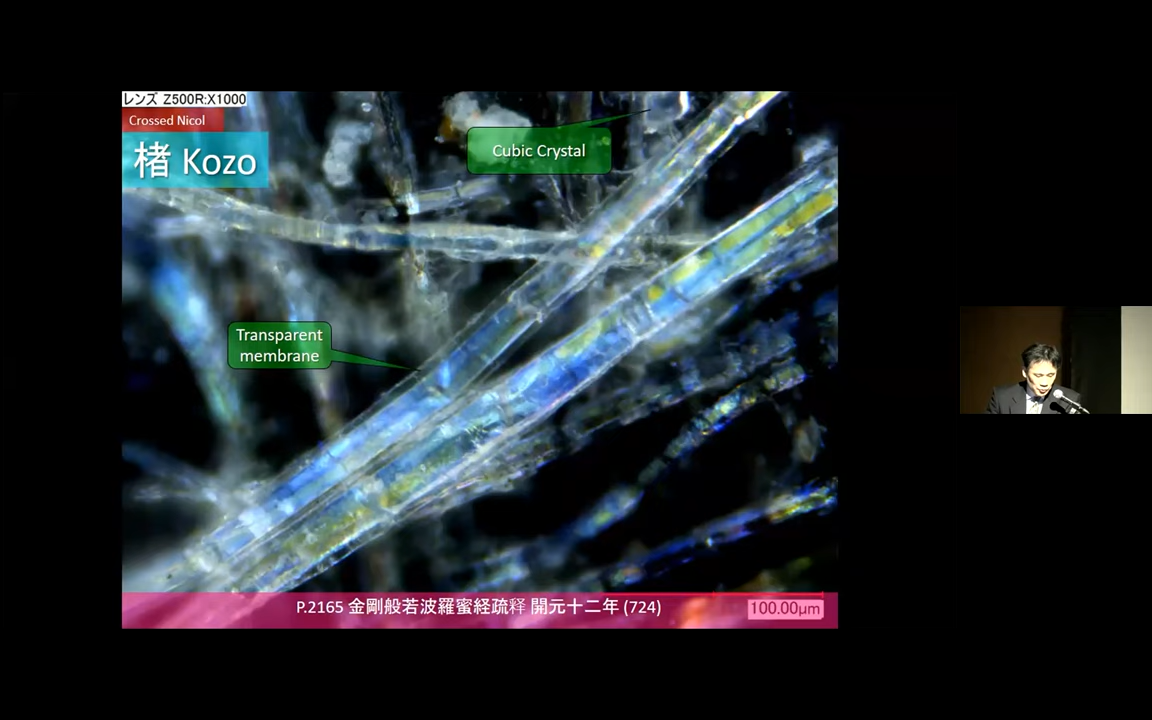 レンズ Z500R:X1000
Crossed Nicol
楮 Kozo
Cubic Crystal
Transparent
membrane
P.2165 金剛般若波羅蜜経疏释 開元十二年 (724)
100.00μm